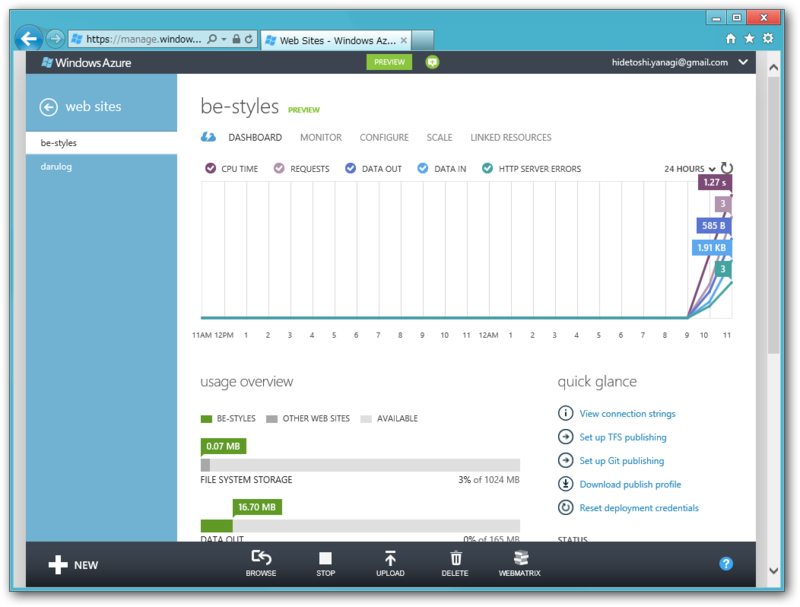 https://manage.window...
Web Sites - Windows Az...
Windows Azure
PREVIEW
hidetoshi.yanagi@gmail.com
web sites
be-styles
darulog
be-styles PREVIEW
DASHBOARD MONITOR CONFIGURE SCALE LINKED RESOURCES
CPU TIME REQUESTS DATA OUT DATA IN HTTP SERVER ERRORS 24 HOURS
1.27 s
3
585 B
1.91 KB
3
11AM 12PM 1 2 3 4 5 6 7 8 9 10 11 12AM 1 2 3 4 5 6 7 8 9 10 11
usage overview
BE-STYLES OTHER WEB SITES AVAILABLE
0.07 MB
FILE SYSTEM STORAGE 3% of 1024 MB
16.70 MB
DATA OUT 0% of 165 MB
quick glance
View connection strings
Set up TFS publishing
Set up Git publishing
Download publish profile
Reset deployment credentials
STATUS
NEW
BROWSE
STOP
UPLOAD
DELETE
WEBMATRIX
?